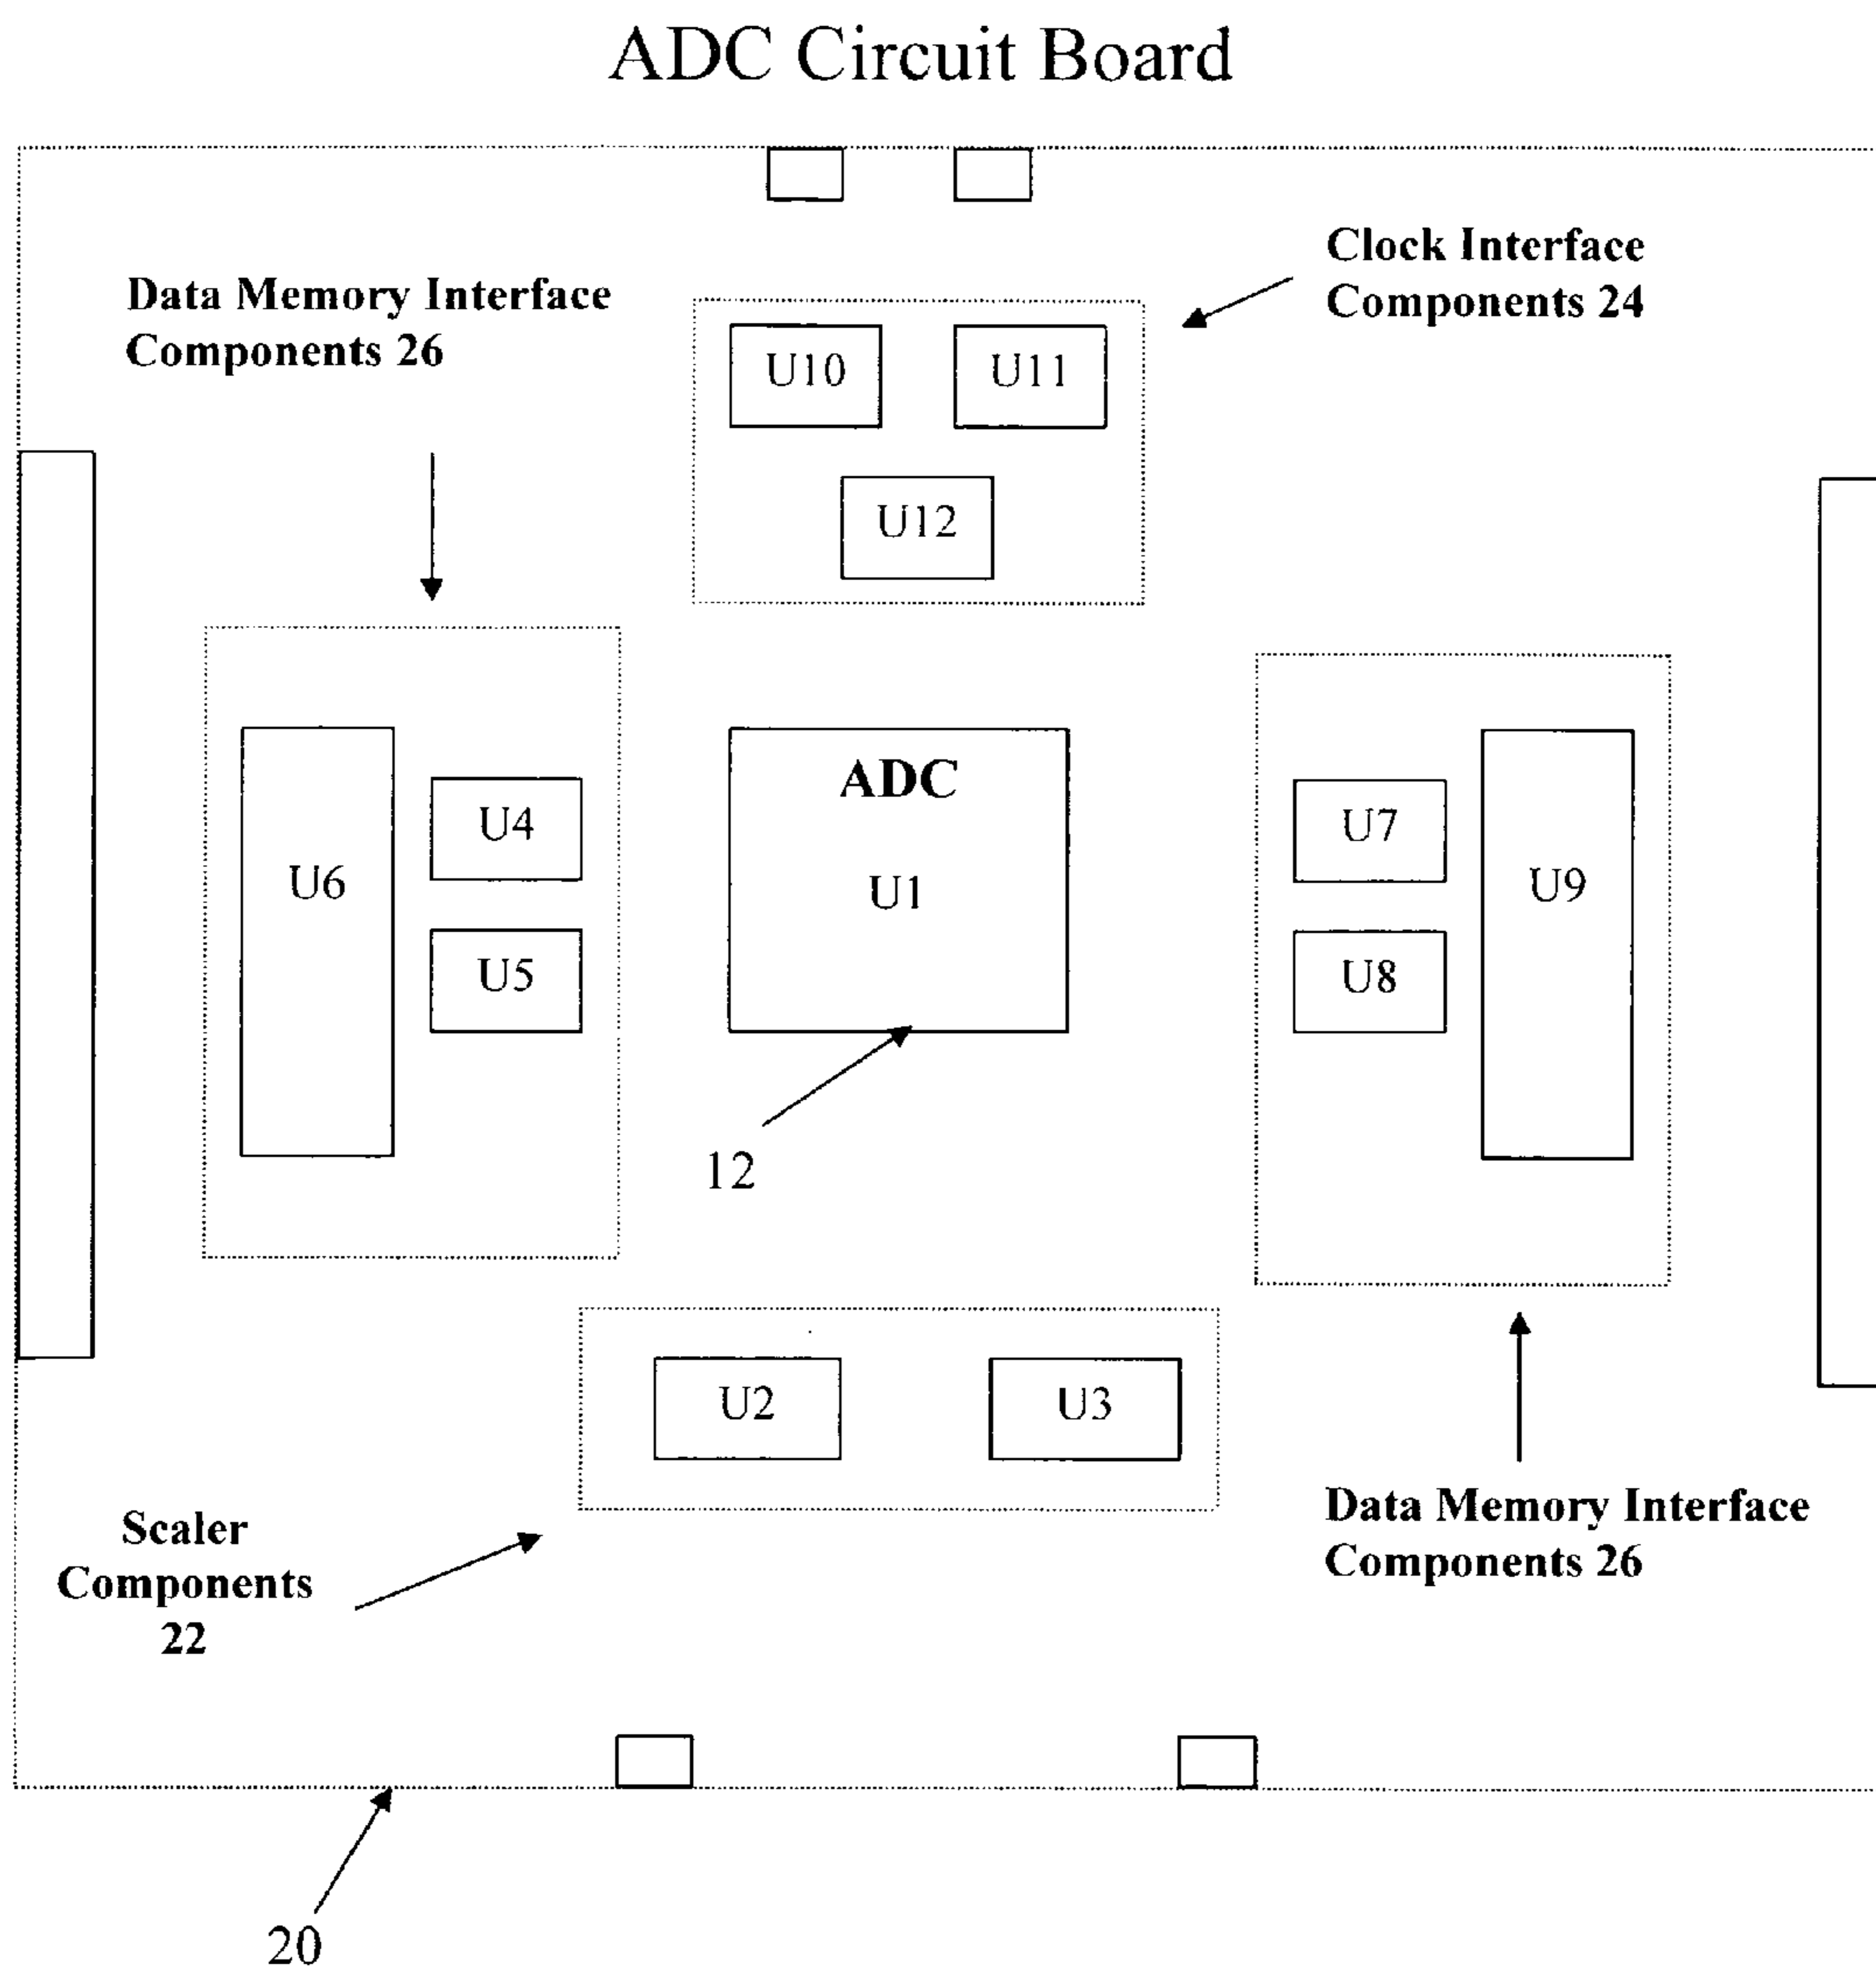 ADC Circuit Board
Clock Interface
Components 24
Data Memory Interface
Components 26
U10
U11
U12
ADC
U1
U4
U5
U6
U7
U8
U9
12
U2
U3
Scaler
Components
22
Data Memory Interface
Components 26
20